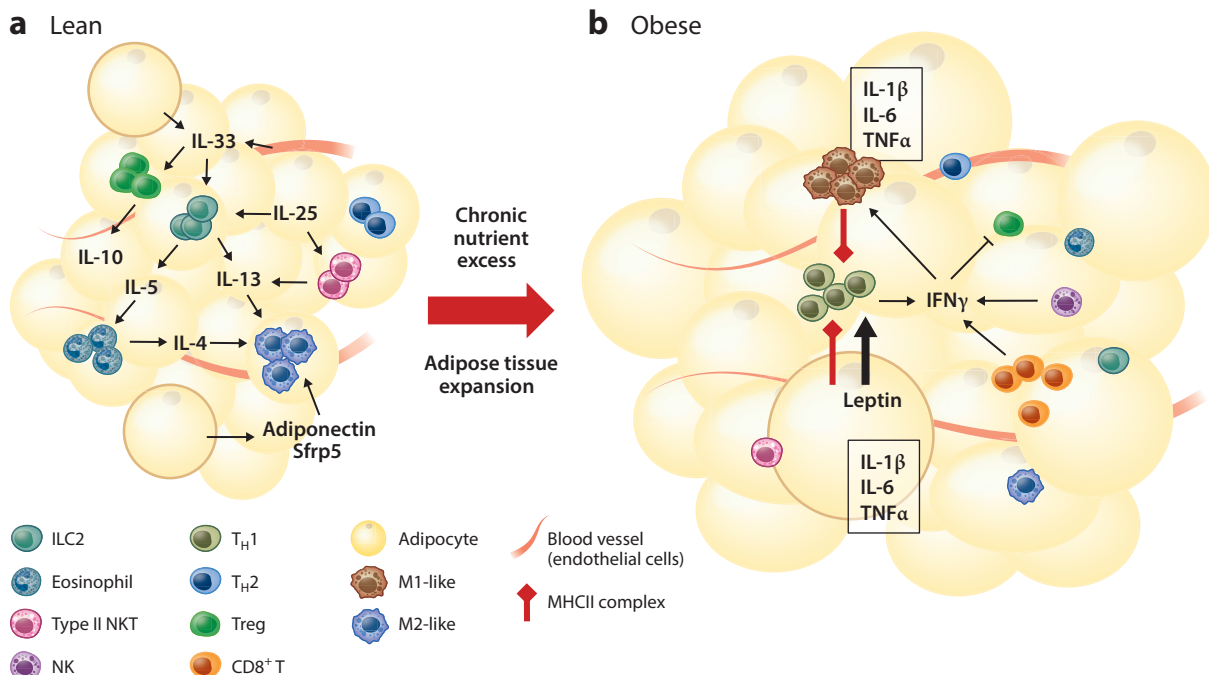 a Lean
IL-33
IL-25
IL-10
IL-5
IL-13
IL-4
Adiponectin
Sfrp5
Chronic
nutrient
excess
Adipose tissue
expansion
b Obese
IL-1β
IL-6
TNFα
IFNγ
Leptin
IL-1β
IL-6
TNFα
ILC2
Eosinophil
Type II NKT
NK
TH1
TH2
Treg
CD8+ T
Adipocyte
M1-like
M2-like
Blood vessel
(endothelial cells)
MHCII complex